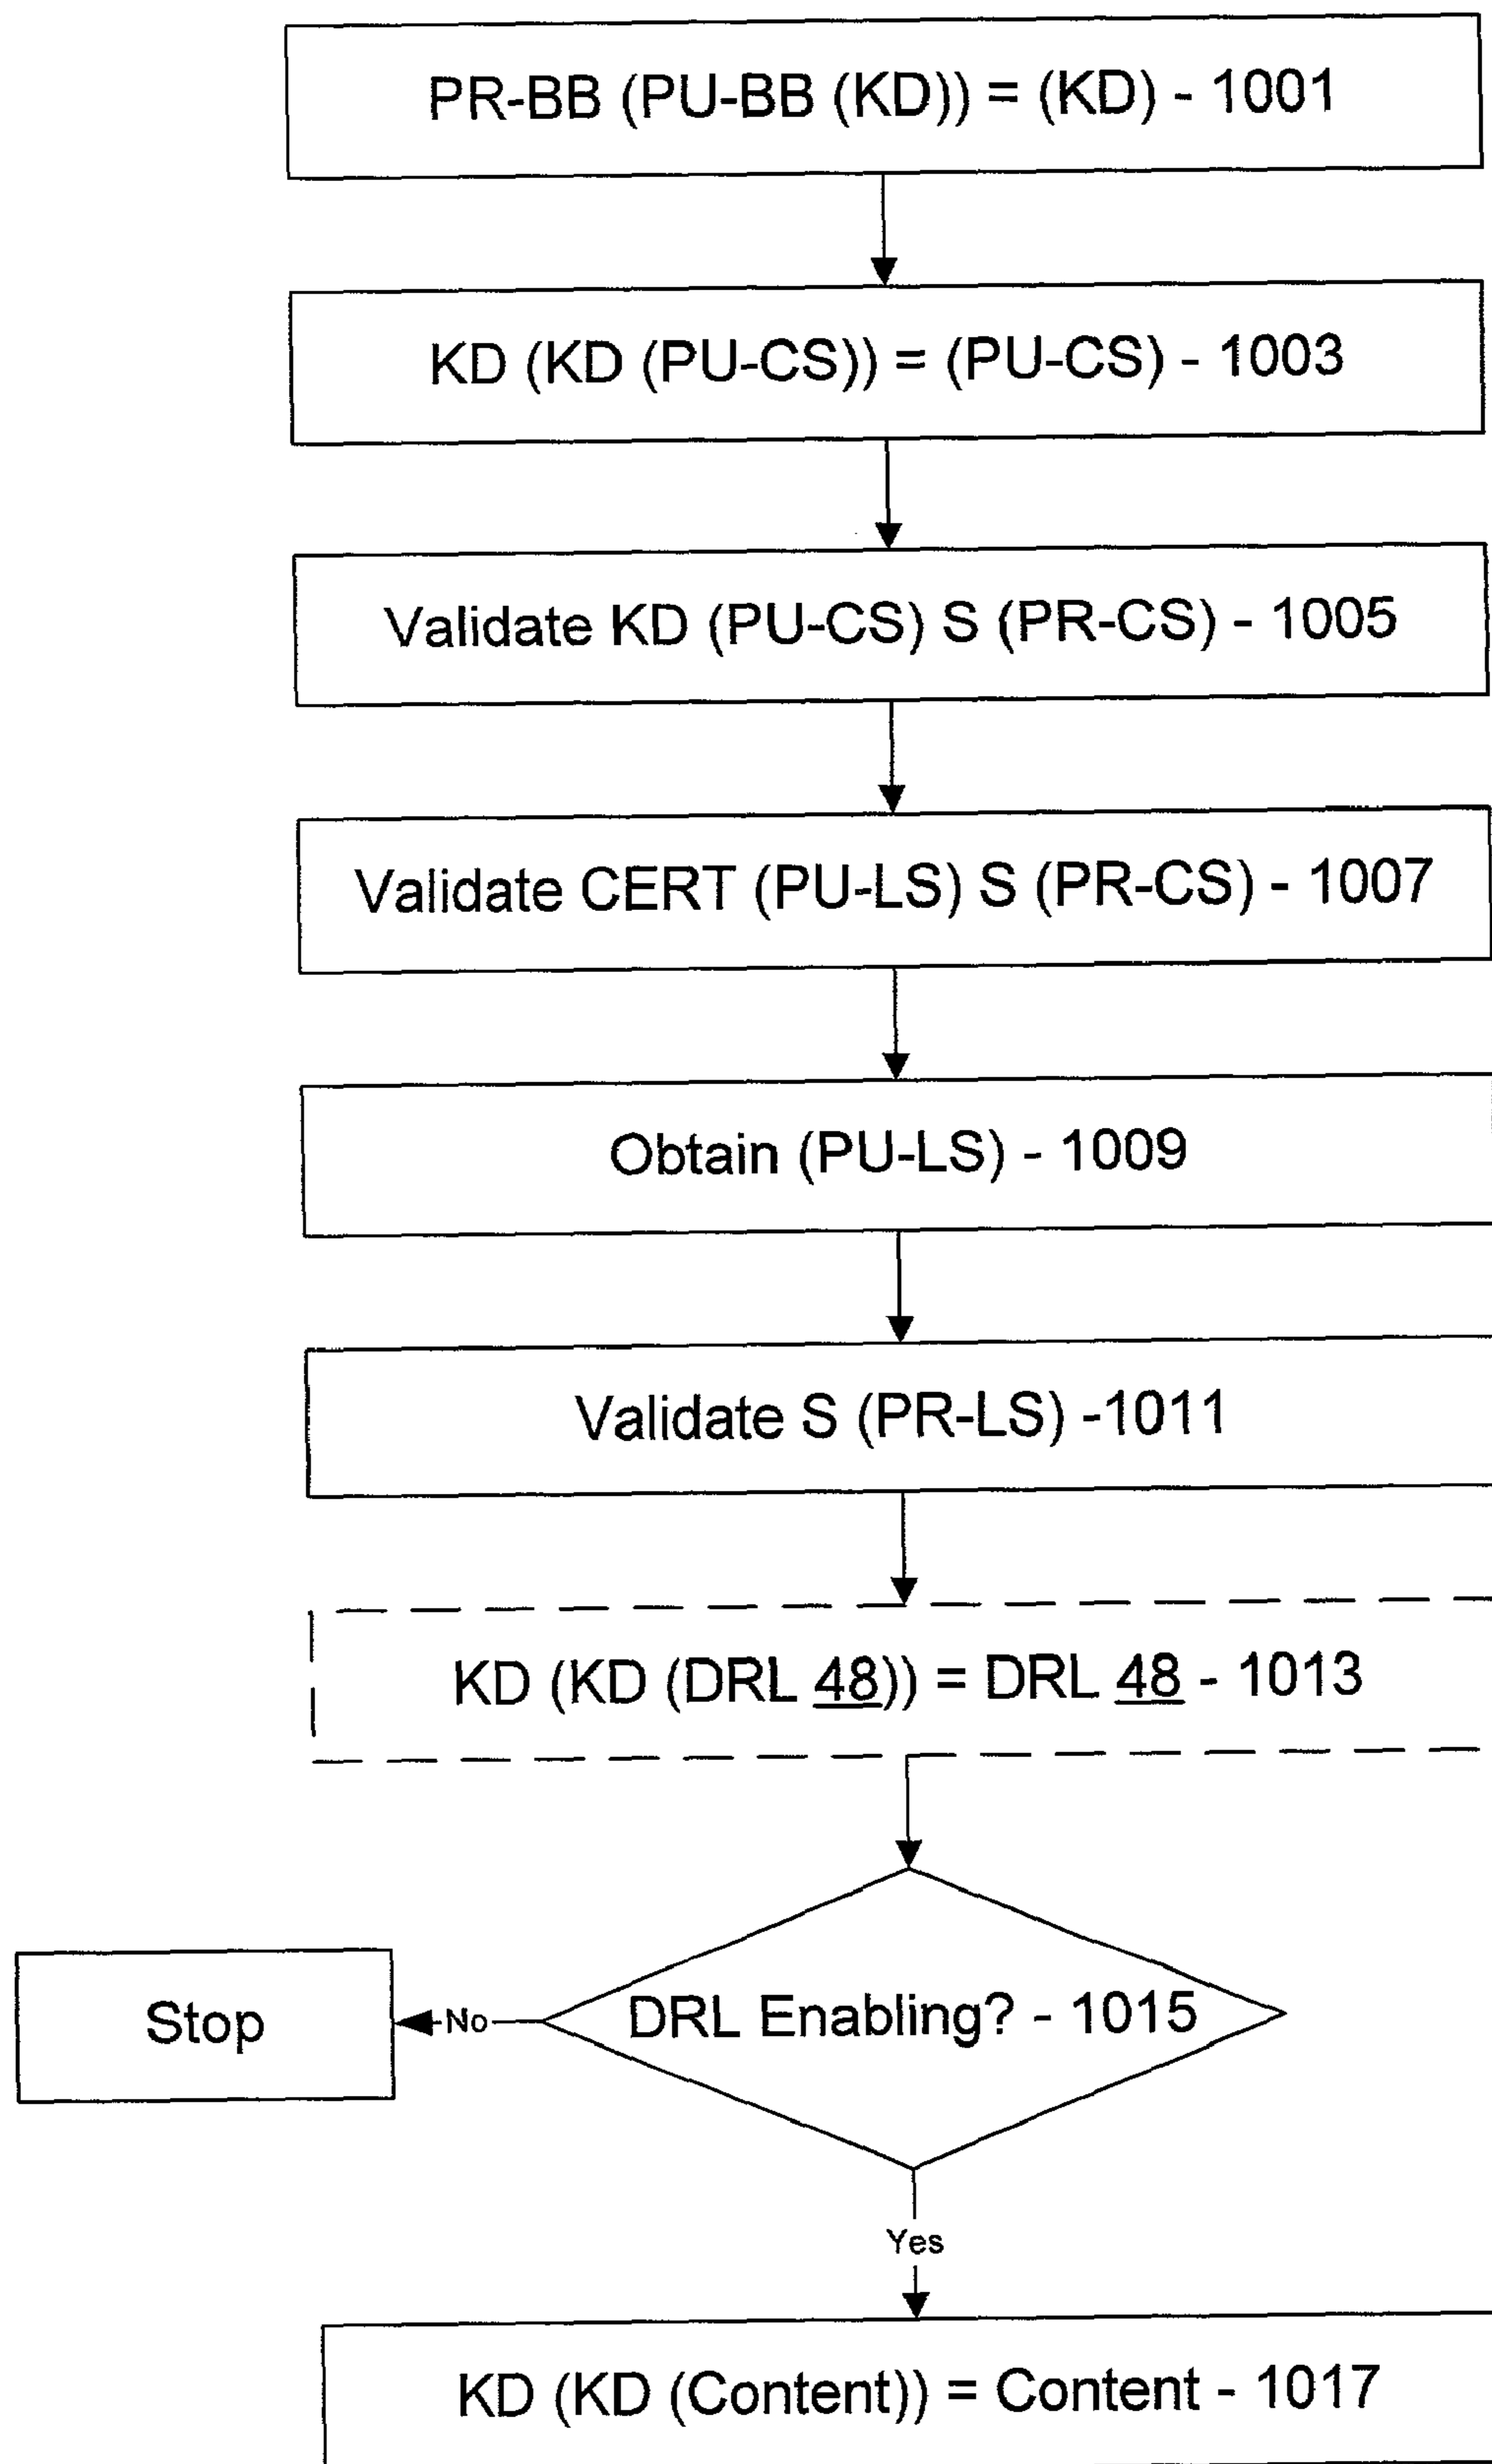 PR-BB (PU-BB (KD)) = (KD) - 1001
KD (KD (PU-CS)) = (PU-CS) - 1003
Validate KD (PU-CS) S (PR-CS) - 1005
Validate CERT (PU-LS) S (PR-CS) - 1007
Obtain (PU-LS) - 1009
Validate S (PR-LS) -1011
KD (KD (DRL 48)) = DRL 48 - 1013
DRL Enabling? - 1015
No
Stop
Yes
KD (KD (Content)) = Content - 1017